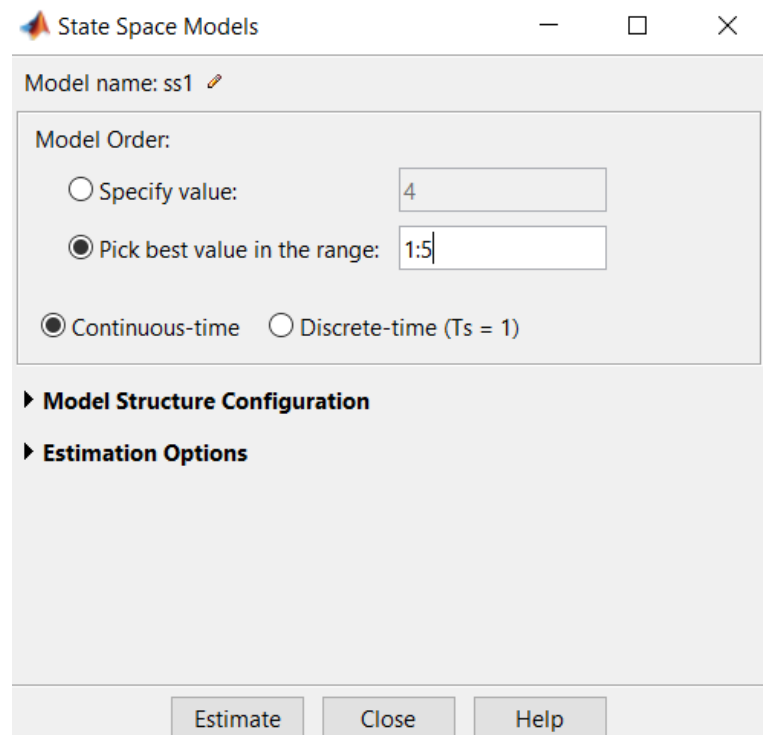 State Space Models
Model name: ss1
Model Order:
Specify value: 4
Pick best value in the range: 1:5
Continuous-time Discrete-time (Ts = 1)
Model Structure Configuration
Estimation Options
Estimate Close Help